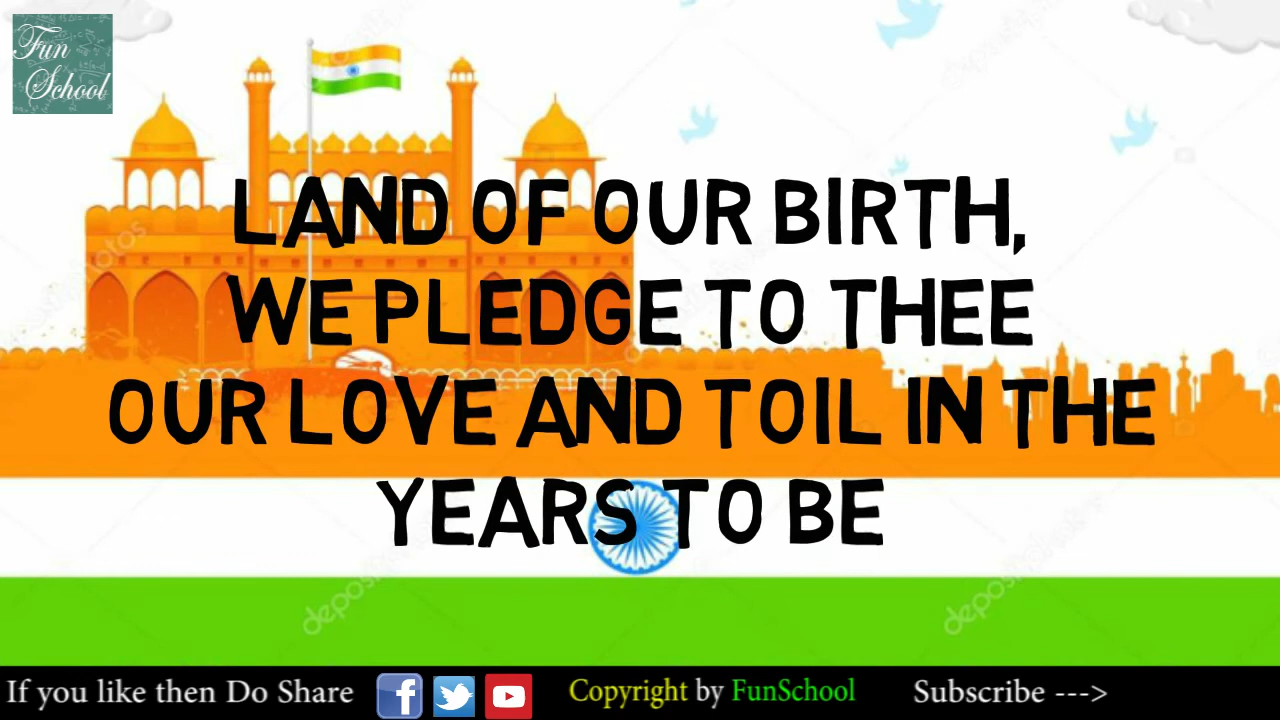 Fun
School
LAND OF OUR BIRTH,
WE PLEDGE TO THEE
OUR LOVE AND TOIL IN THE
YEARS TO BE
If you like then Do Share
Copyright by FunSchool
Subscribe --->